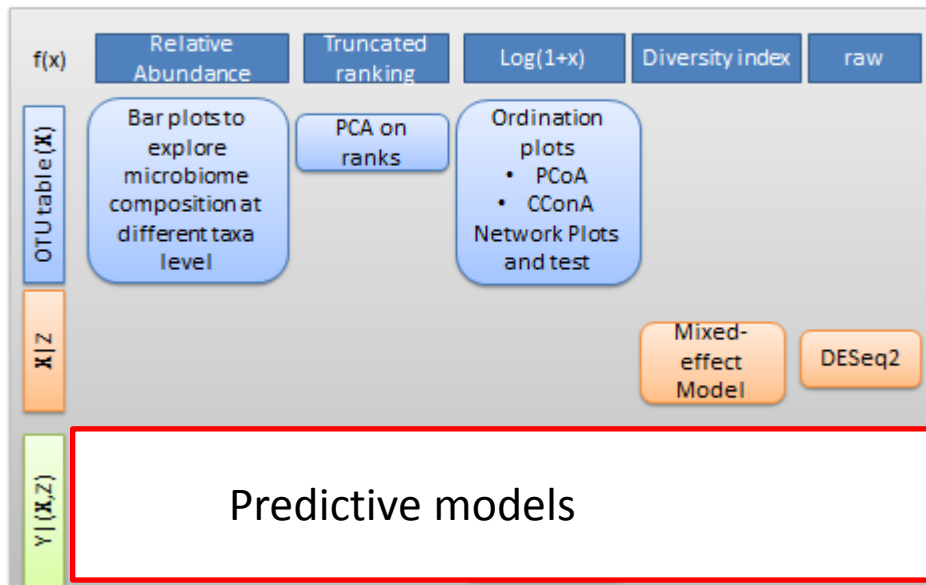 f(x)
Relative
Abundance
Truncated
ranking
Log(1+x)
Diversity index
raw
OTU table (X)
Bar plots to
explore
microbiome
composition at
different taxa
level
PCA on
ranks
Ordination
plots
• PCoA
• CConA
Network Plots
and test
X|Z
Mixed-
effect
Model
DESeq2
Y|(X,Z)
Predictive models